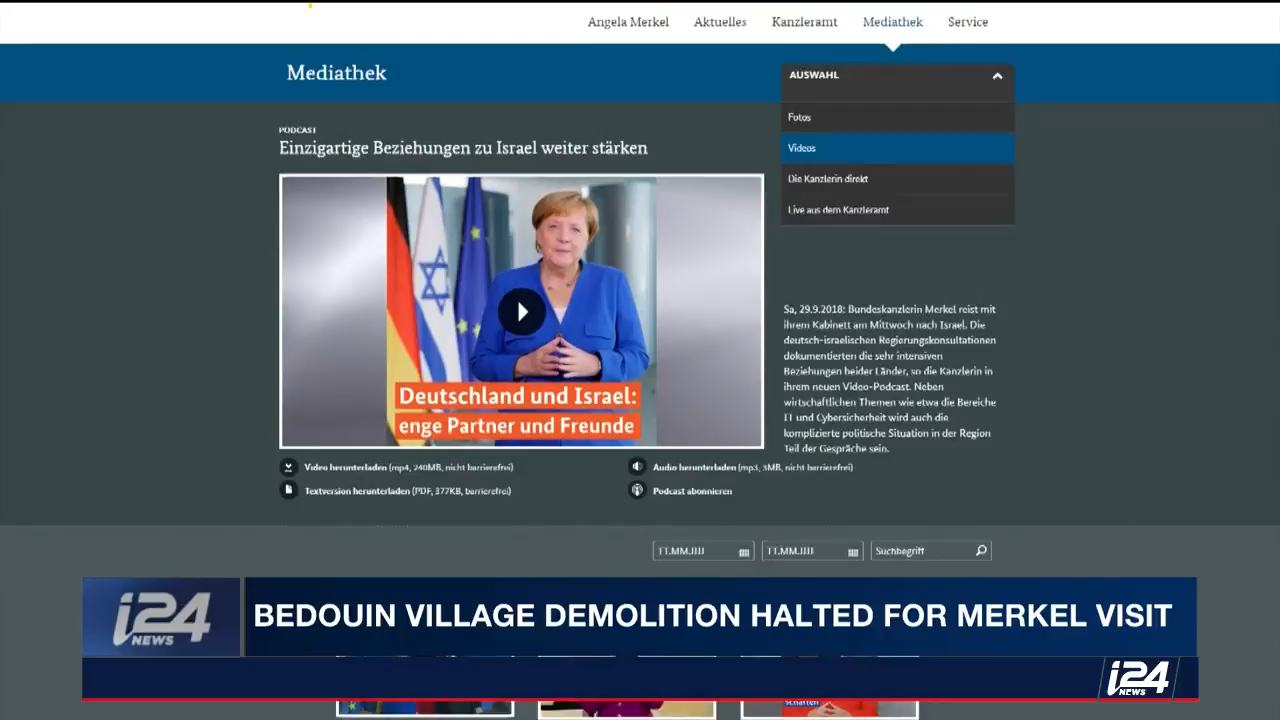 Angela Merkel Aktuelles Kanzleramt Mediathek Service
Mediathek
AUSWAHL
Fotos
Videos
Die Kanzlerin direkt
Live aus dem Kanzleramt
PODCAST
Einzigartige Beziehungen zu Israel weiter stärken
Deutschland und Israel:
enge Partner und Freunde
Sa, 29.9.2018: Bundeskanzlerin Merkel reist mit
ihrem Kabinett am Mittwoch nach Israel. Die
deutsch-israelischen Regierungskonsultationen
dokumentierten die sehr intensiven
Beziehungen beider Länder, so die Kanzlerin in
ihrem neuen Video-Podcast. Neben
wirtschaftlichen Themen wie etwa die Bereiche
IT und Cybersicherheit wird auch die
komplizierte politische Situation in der Region
Teil der Gespräche sein.
Video herunterladen (mp4, 240MB, nicht barrierefrei)
Audio herunterladen (mp3, 3MB, nicht barrierefrei)
Textversion herunterladen (PDF, 377KB, barrierefrei)
Podcast abonnieren
TT.MM.JJJJ TT.MM.JJJJ Suchbegriff
i24
NEWS
BEDOUIN VILLAGE DEMOLITION HALTED FOR MERKEL VISIT
i24
NEWS
schaffen